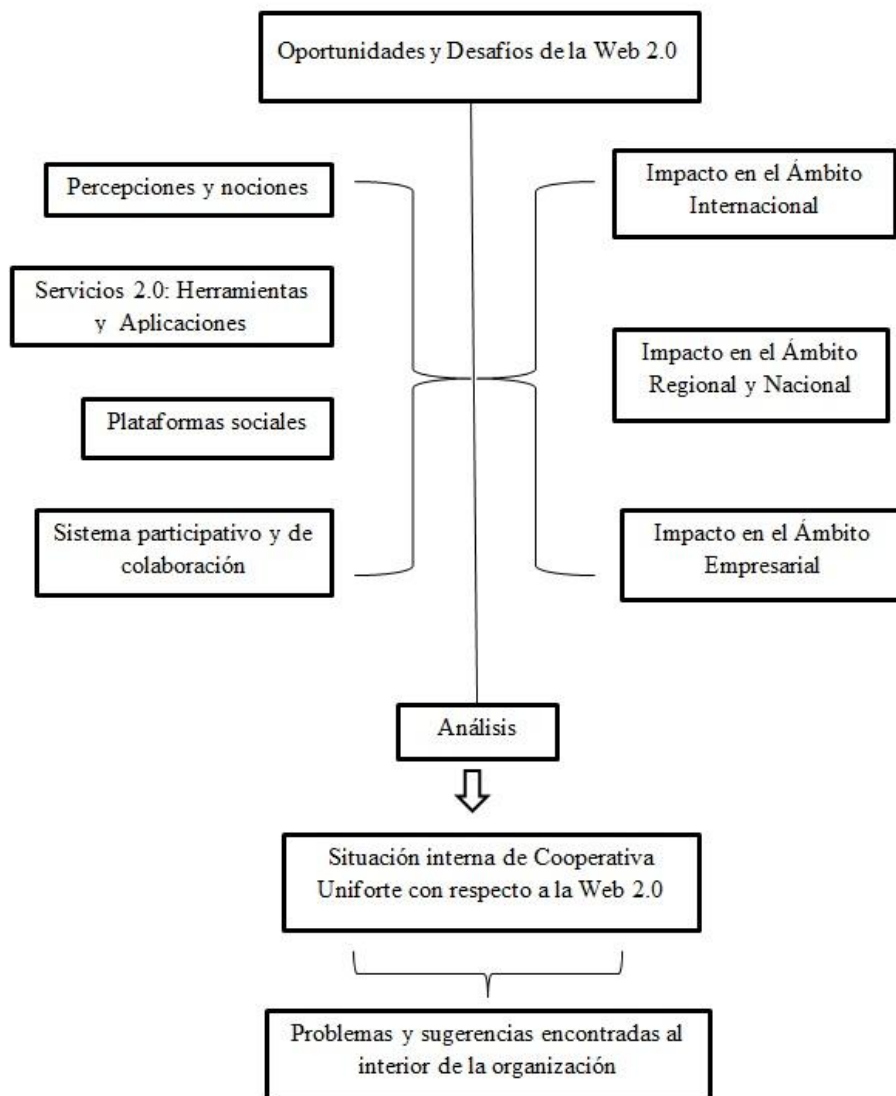 Oportunidades y Desafíos de la Web 2.0
Percepciones y nociones
Servicios 2.0: Herramientas
y Aplicaciones
Plataformas sociales
Sistema participativo y de
colaboración
Impacto en el Ámbito
Internacional
Impacto en el Ámbito
Regional y Nacional
Impacto en el Ámbito
Empresarial
Análisis
Situación interna de Cooperativa
Uniforte con respecto a la Web 2.0
Problemas y sugerencias encontradas al
interior de la organización